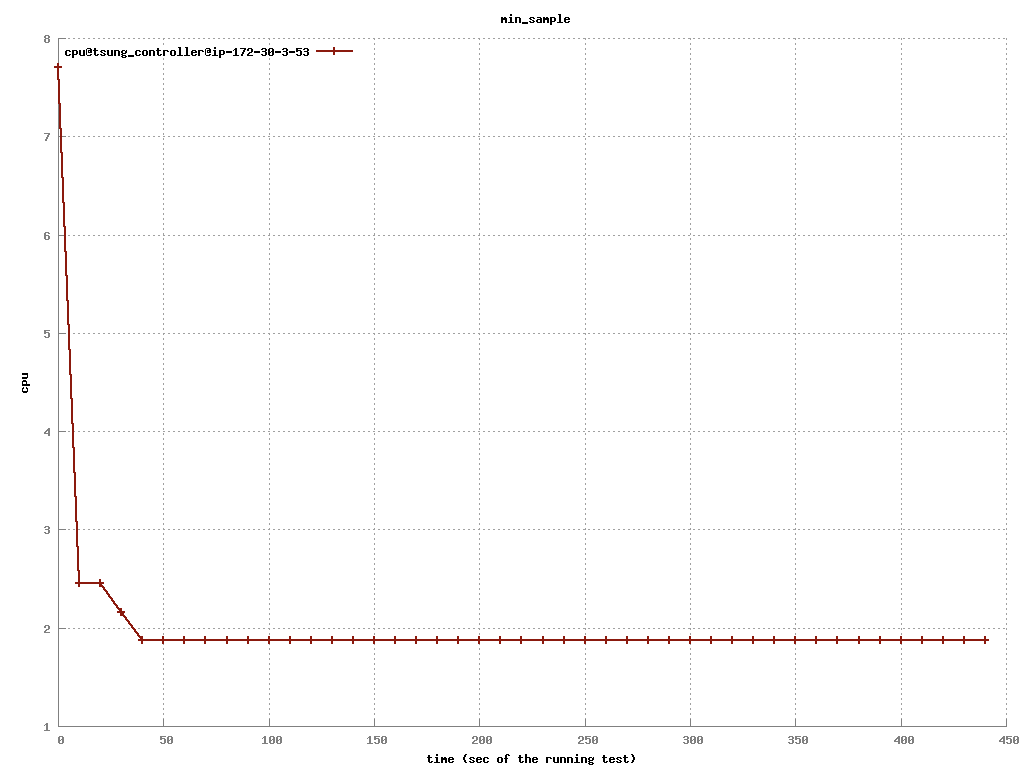 min_sample
cpu@tsung_controller@ip-172-30-3-53
8
7
6
5
4
3
2
1
cpu
0 50 100 150 200 250 300 350 400 450
time (sec of the running test)